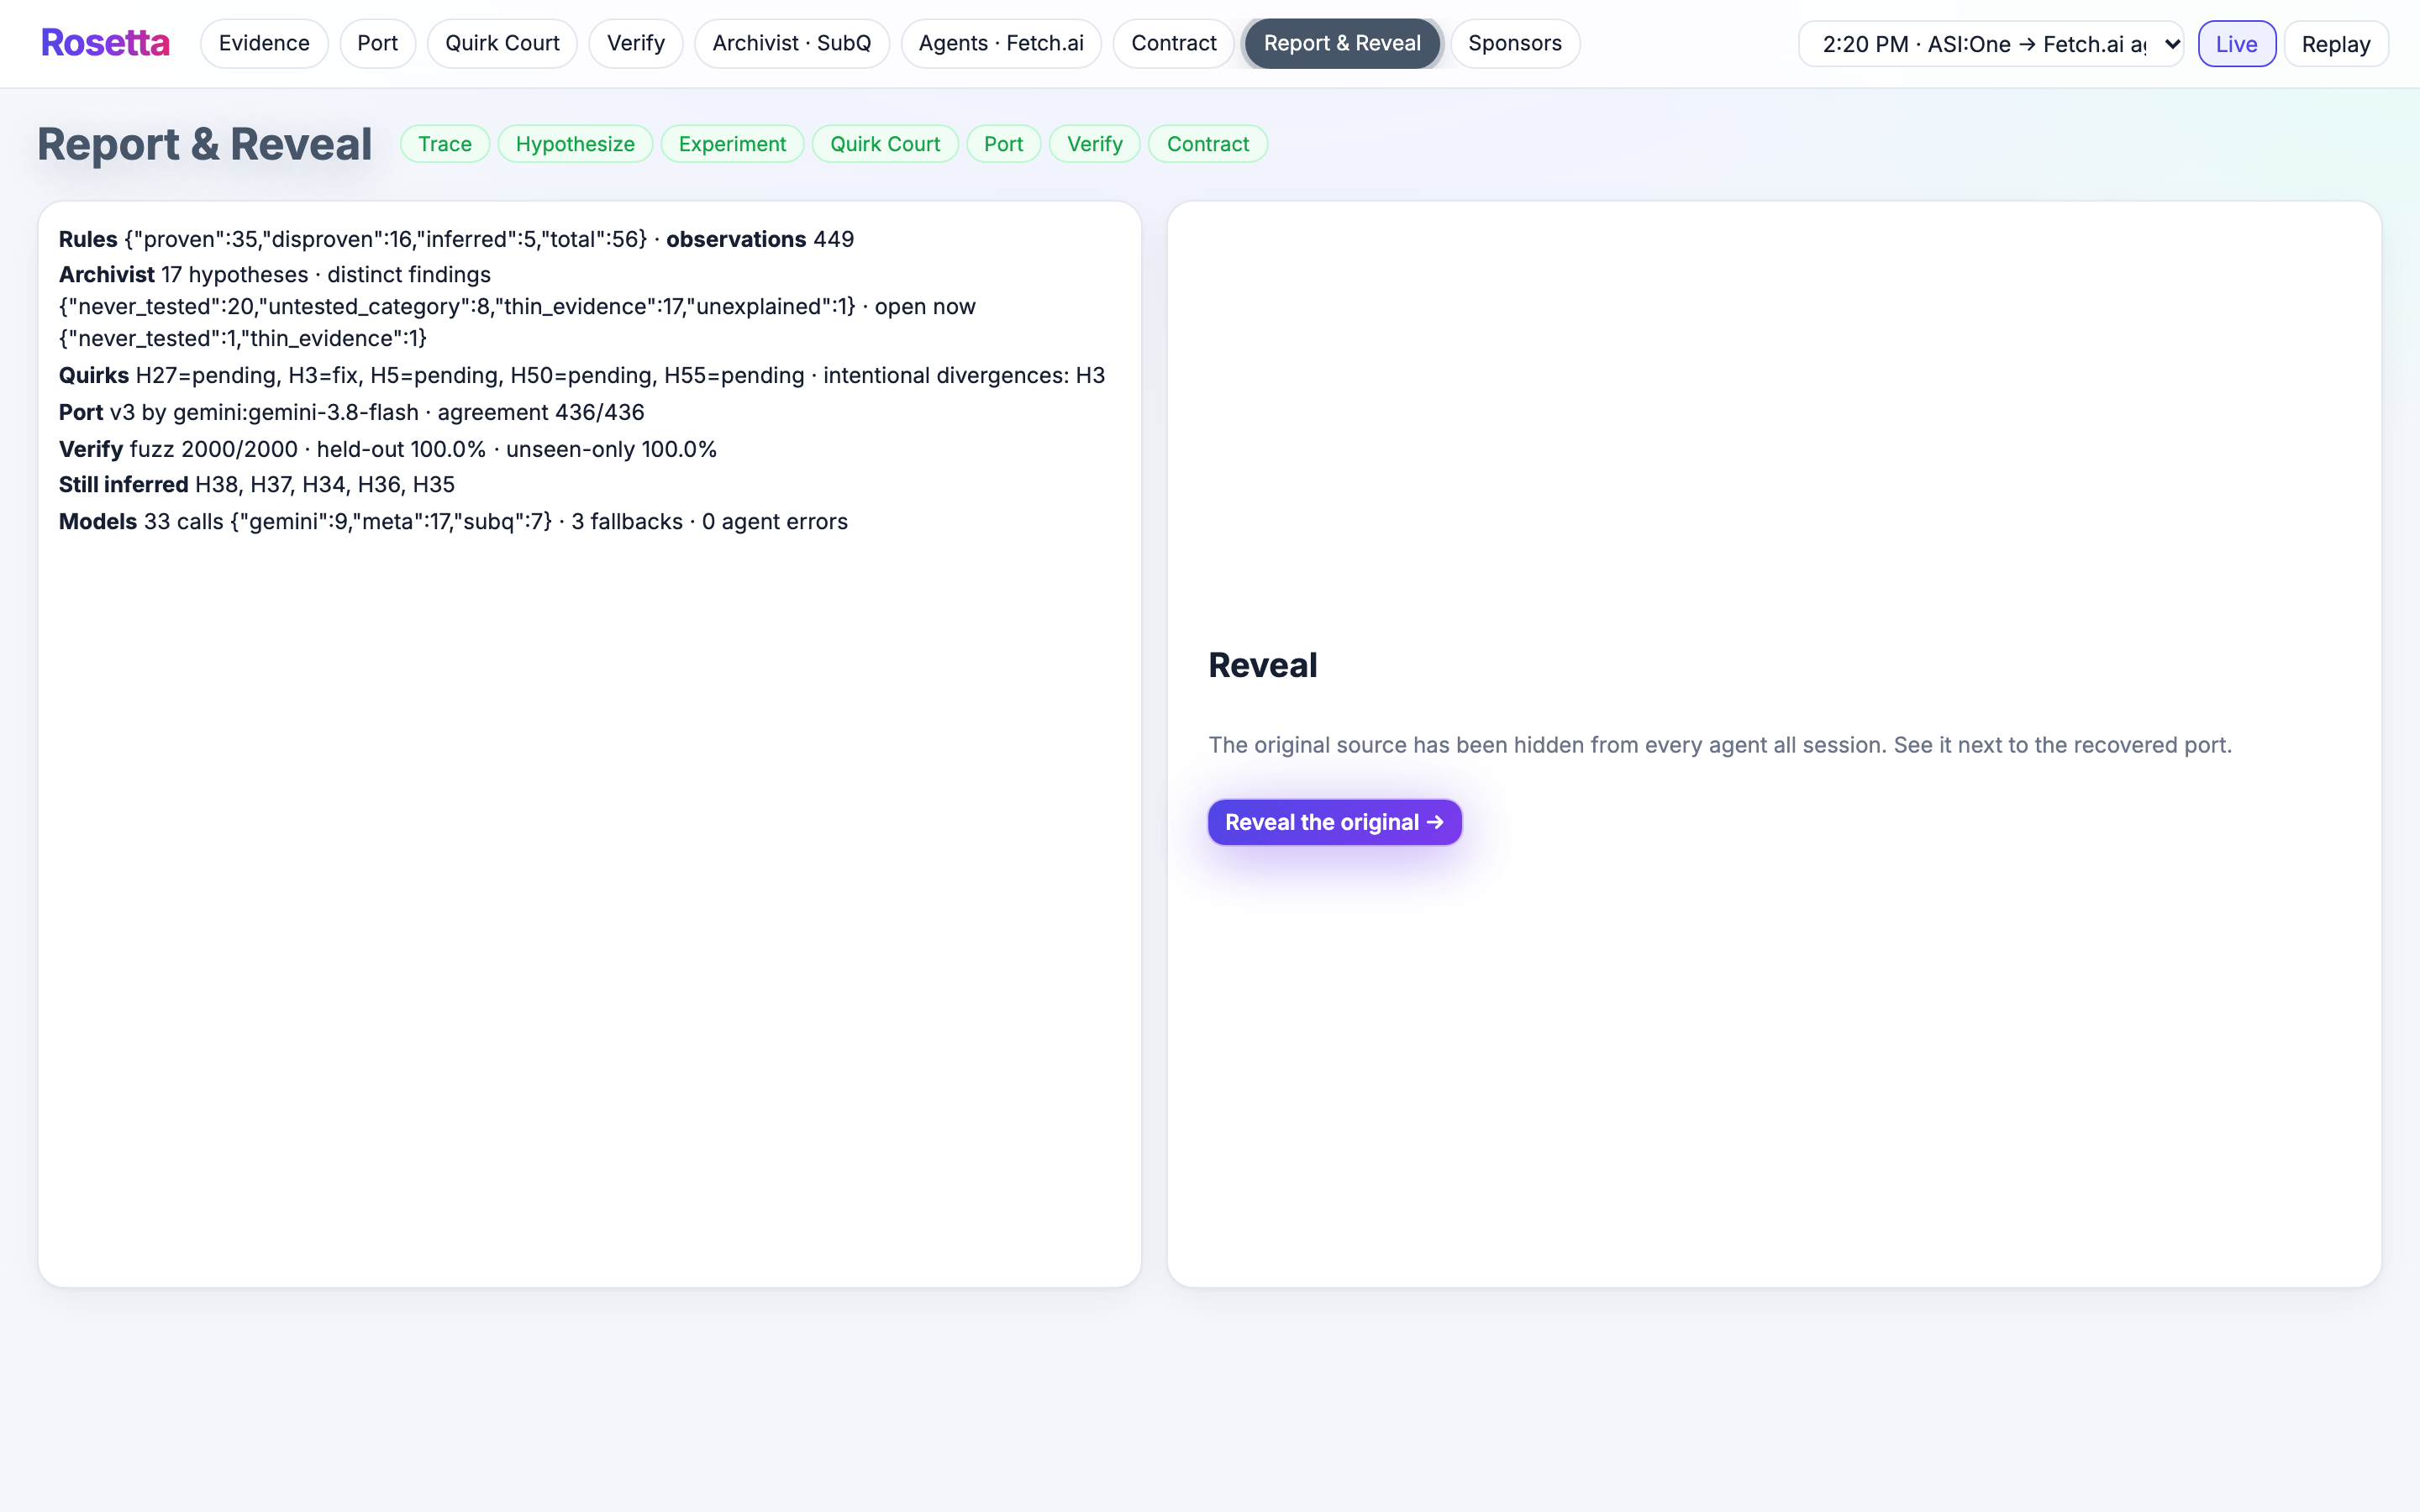 Rosetta
Evidence
Port
Quirk Court
Verify
Archivist · SubQ
Agents · Fetch.ai
Contract
Report & Reveal
Sponsors
2:20 PM · ASI:One → Fetch.ai
Live
Replay
Report & Reveal
Trace
Hypothesize
Experiment
Quirk Court
Port
Verify
Contract
Rules {"proven":35,"disproven":16,"inferred":5,"total":56} · observations 449
Archivist 17 hypotheses · distinct findings
{"never_tested":20,"untested_category":8,"thin_evidence":17,"unexplained":1} · open now
{"never_tested":1,"thin_evidence":1}
Quirks H27=pending, H3=fix, H5=pending, H50=pending, H55=pending · intentional divergences: H3
Port v3 by gemini:gemini-3.8-flash · agreement 436/436
Verify fuzz 2000/2000 · held-out 100.0% · unseen-only 100.0%
Still inferred H38, H37, H34, H36, H35
Models 33 calls {"gemini":9,"meta":17,"subq":7} · 3 fallbacks · 0 agent errors
Reveal
The original source has been hidden from every agent all session. See it next to the recovered port.
Reveal the original →